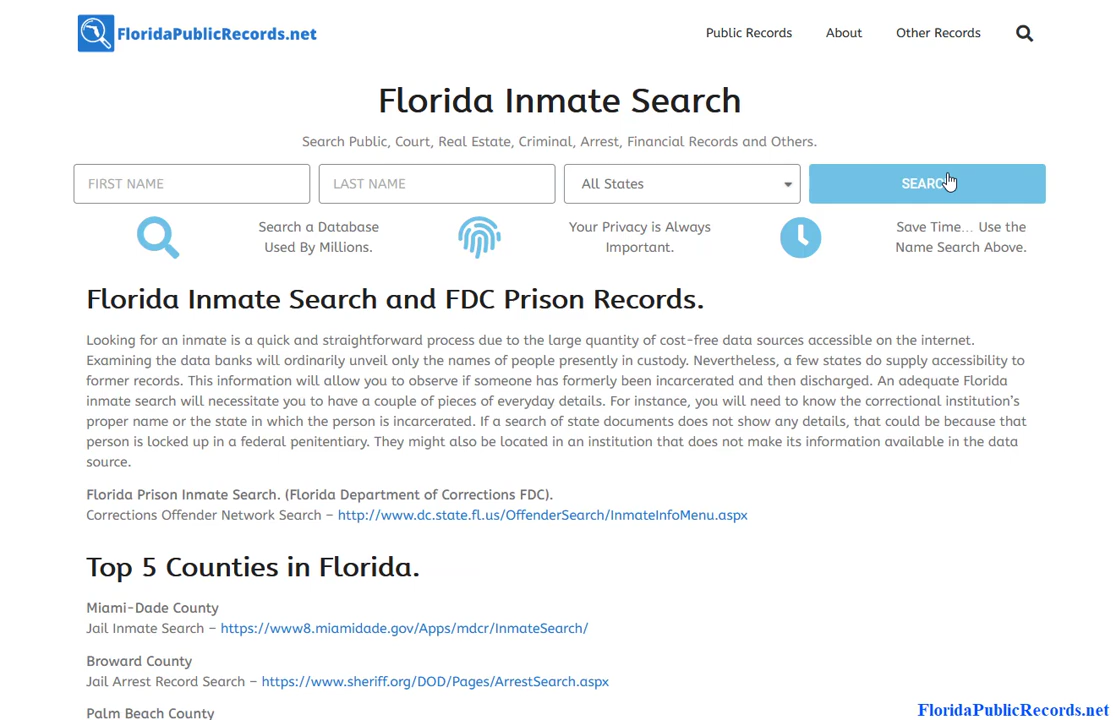 FloridaPublicRecords.net
Public Records About Other Records
Florida Inmate Search
Search Public, Court, Real Estate, Criminal, Arrest, Financial Records and Others.
FIRST NAME LAST NAME All States SEARCH
Search a Database
Used By Millions.
Your Privacy is Always
Important.
Save Time... Use the
Name Search Above.
Florida Inmate Search and FDC Prison Records.
Looking for an inmate is a quick and straightforward process due to the large quantity of cost-free data sources accessible on the internet.
Examining the data banks will ordinarily unveil only the names of people presently in custody. Nevertheless, a few states do supply accessibility to
former records. This information will allow you to observe if someone has formerly been incarcerated and then discharged. An adequate Florida
inmate search will necessitate you to have a couple of pieces of everyday details. For instance, you will need to know the correctional institution's
proper name or the state in which the person is incarcerated. If a search of state documents does not show any details, that could be because that
person is locked up in a federal penitentiary. They might also be located in an institution that does not make its information available in the data
source.
Florida Prison Inmate Search. (Florida Department of Corrections FDC).
Corrections Offender Network Search – http://www.dc.state.fl.us/OffenderSearch/InmateInfoMenu.aspx
Top 5 Counties in Florida.
Miami-Dade County
Jail Inmate Search – https://www8.miamidade.gov/Apps/mdcr/InmateSearch/
Broward County
Jail Arrest Record Search – https://www.sheriff.org/DOD/Pages/ArrestSearch.aspx
Palm Beach County
FloridaPublicRecords.net